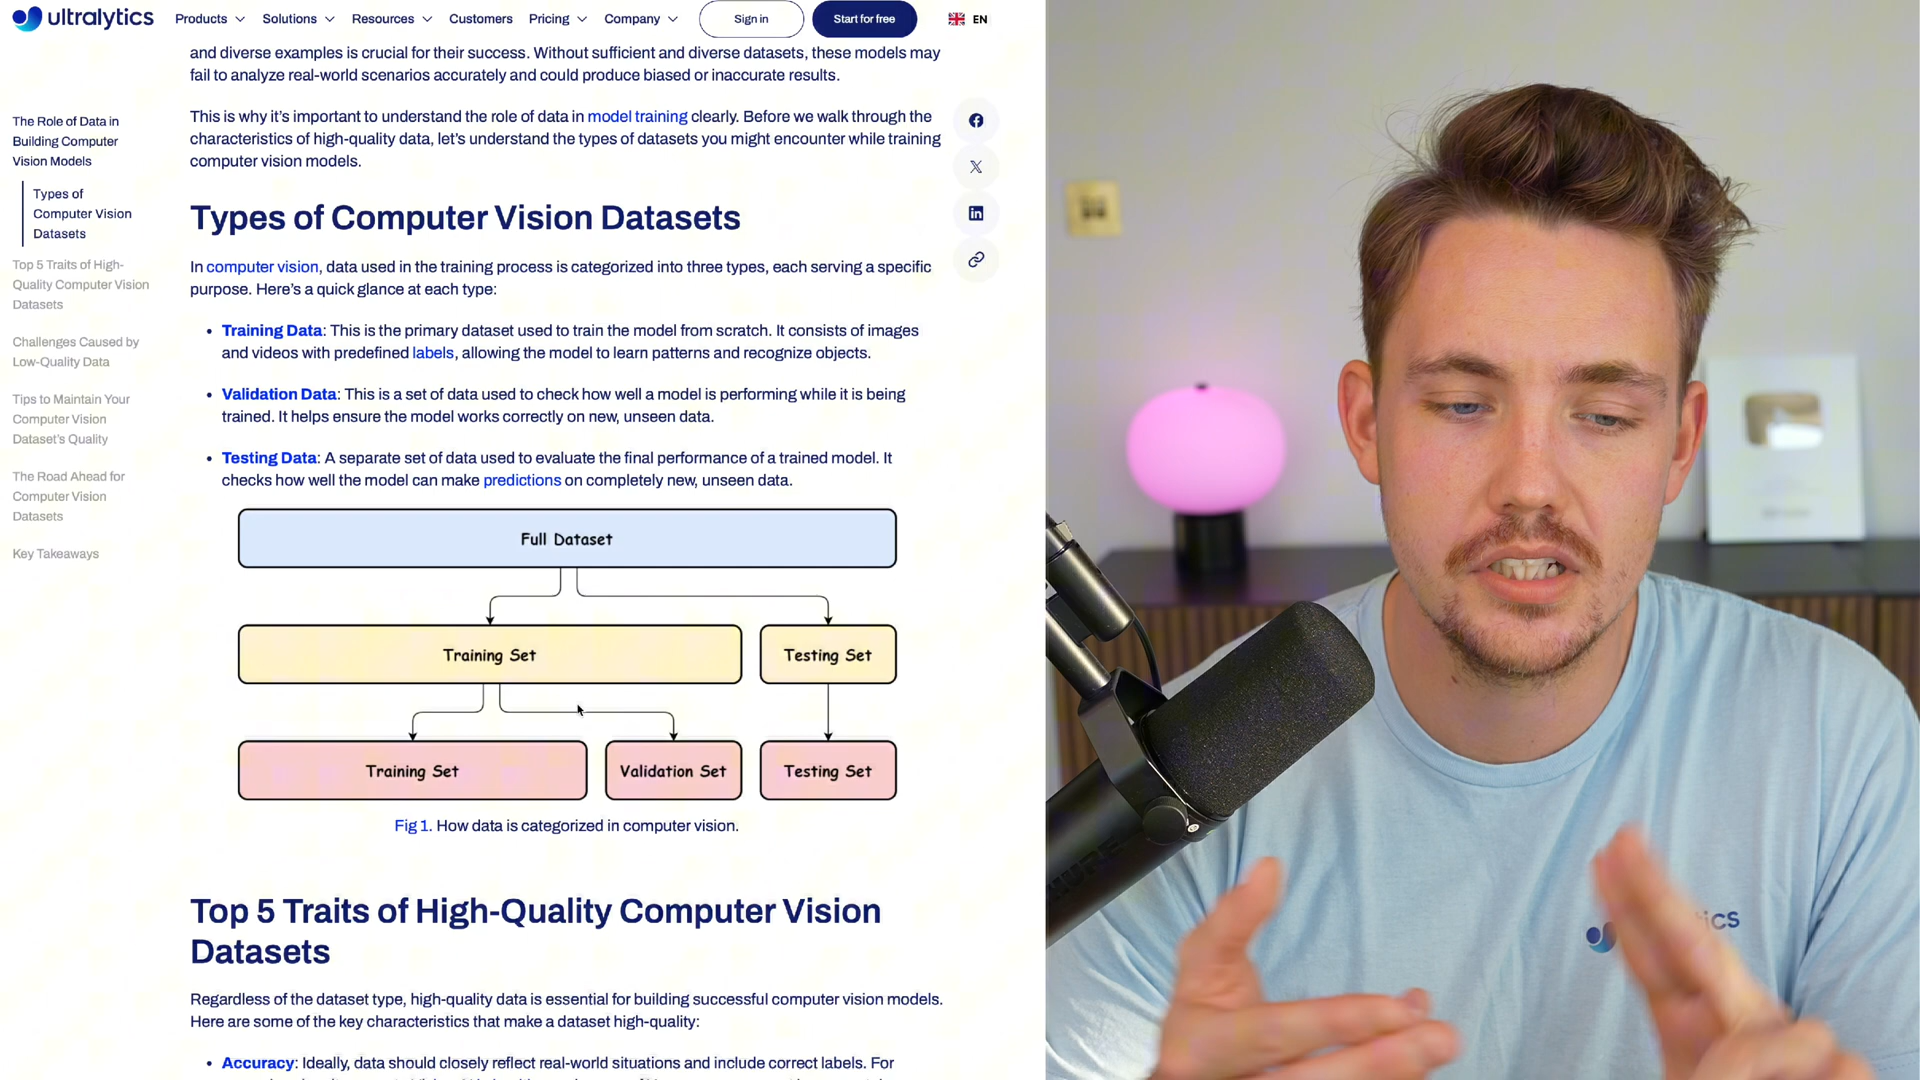 ultralytics
Products Solutions Resources Customers Pricing Company Sign in Start for free EN
and diverse examples is crucial for their success. Without sufficient and diverse datasets, these models may
fail to analyze real-world scenarios accurately and could produce biased or inaccurate results.
This is why it’s important to understand the role of data in model training clearly. Before we walk through the
characteristics of high-quality data, let’s understand the types of datasets you might encounter while training
computer vision models.
The Role of Data in
Building Computer
Vision Models
Types of
Computer Vision
Datasets
Top 5 Traits of High-
Quality Computer Vision
Datasets
Challenges Caused by
Low-Quality Data
Tips to Maintain Your
Computer Vision
Dataset’s Quality
The Road Ahead for
Computer Vision
Datasets
Key Takeaways
Types of Computer Vision Datasets
In computer vision, data used in the training process is categorized into three types, each serving a specific
purpose. Here’s a quick glance at each type:
• Training Data: This is the primary dataset used to train the model from scratch. It consists of images
and videos with predefined labels, allowing the model to learn patterns and recognize objects.
• Validation Data: This is a set of data used to check how well a model is performing while it is being
trained. It helps ensure the model works correctly on new, unseen data.
• Testing Data: A separate set of data used to evaluate the final performance of a trained model. It
checks how well the model can make predictions on completely new, unseen data.
Full Dataset
Training Set Testing Set
Training Set Validation Set Testing Set
Fig 1. How data is categorized in computer vision.
Top 5 Traits of High-Quality Computer Vision
Datasets
Regardless of the dataset type, high-quality data is essential for building successful computer vision models.
Here are some of the key characteristics that make a dataset high-quality:
• Accuracy: Ideally, data should closely reflect real-world situations and include correct labels. For